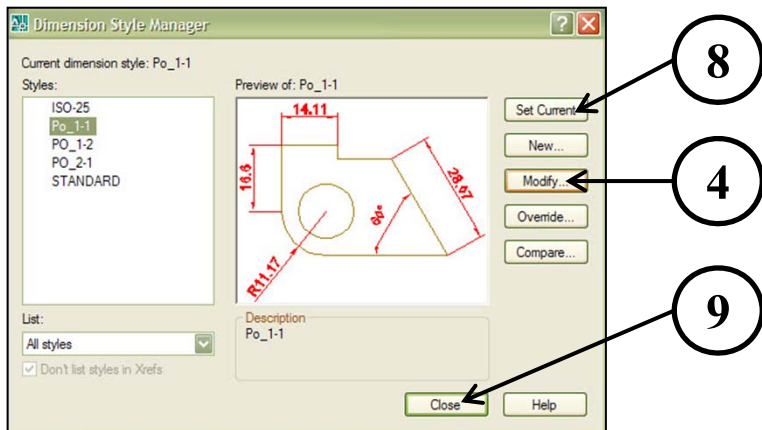 Dimension Style Manager
Current dimension style: Po_1-1
Styles:
ISO-25
Po_1-1
PO_1-2
PO_2-1
STANDARD
Preview of: Po_1-1
14.11
16.6
28.67
60°
R11.17
Set Current
New...
Modify...
Override...
Compare...
8
4
9
List:
All styles
Don't list styles in Xrefs
Description
Po_1-1
Close
Help